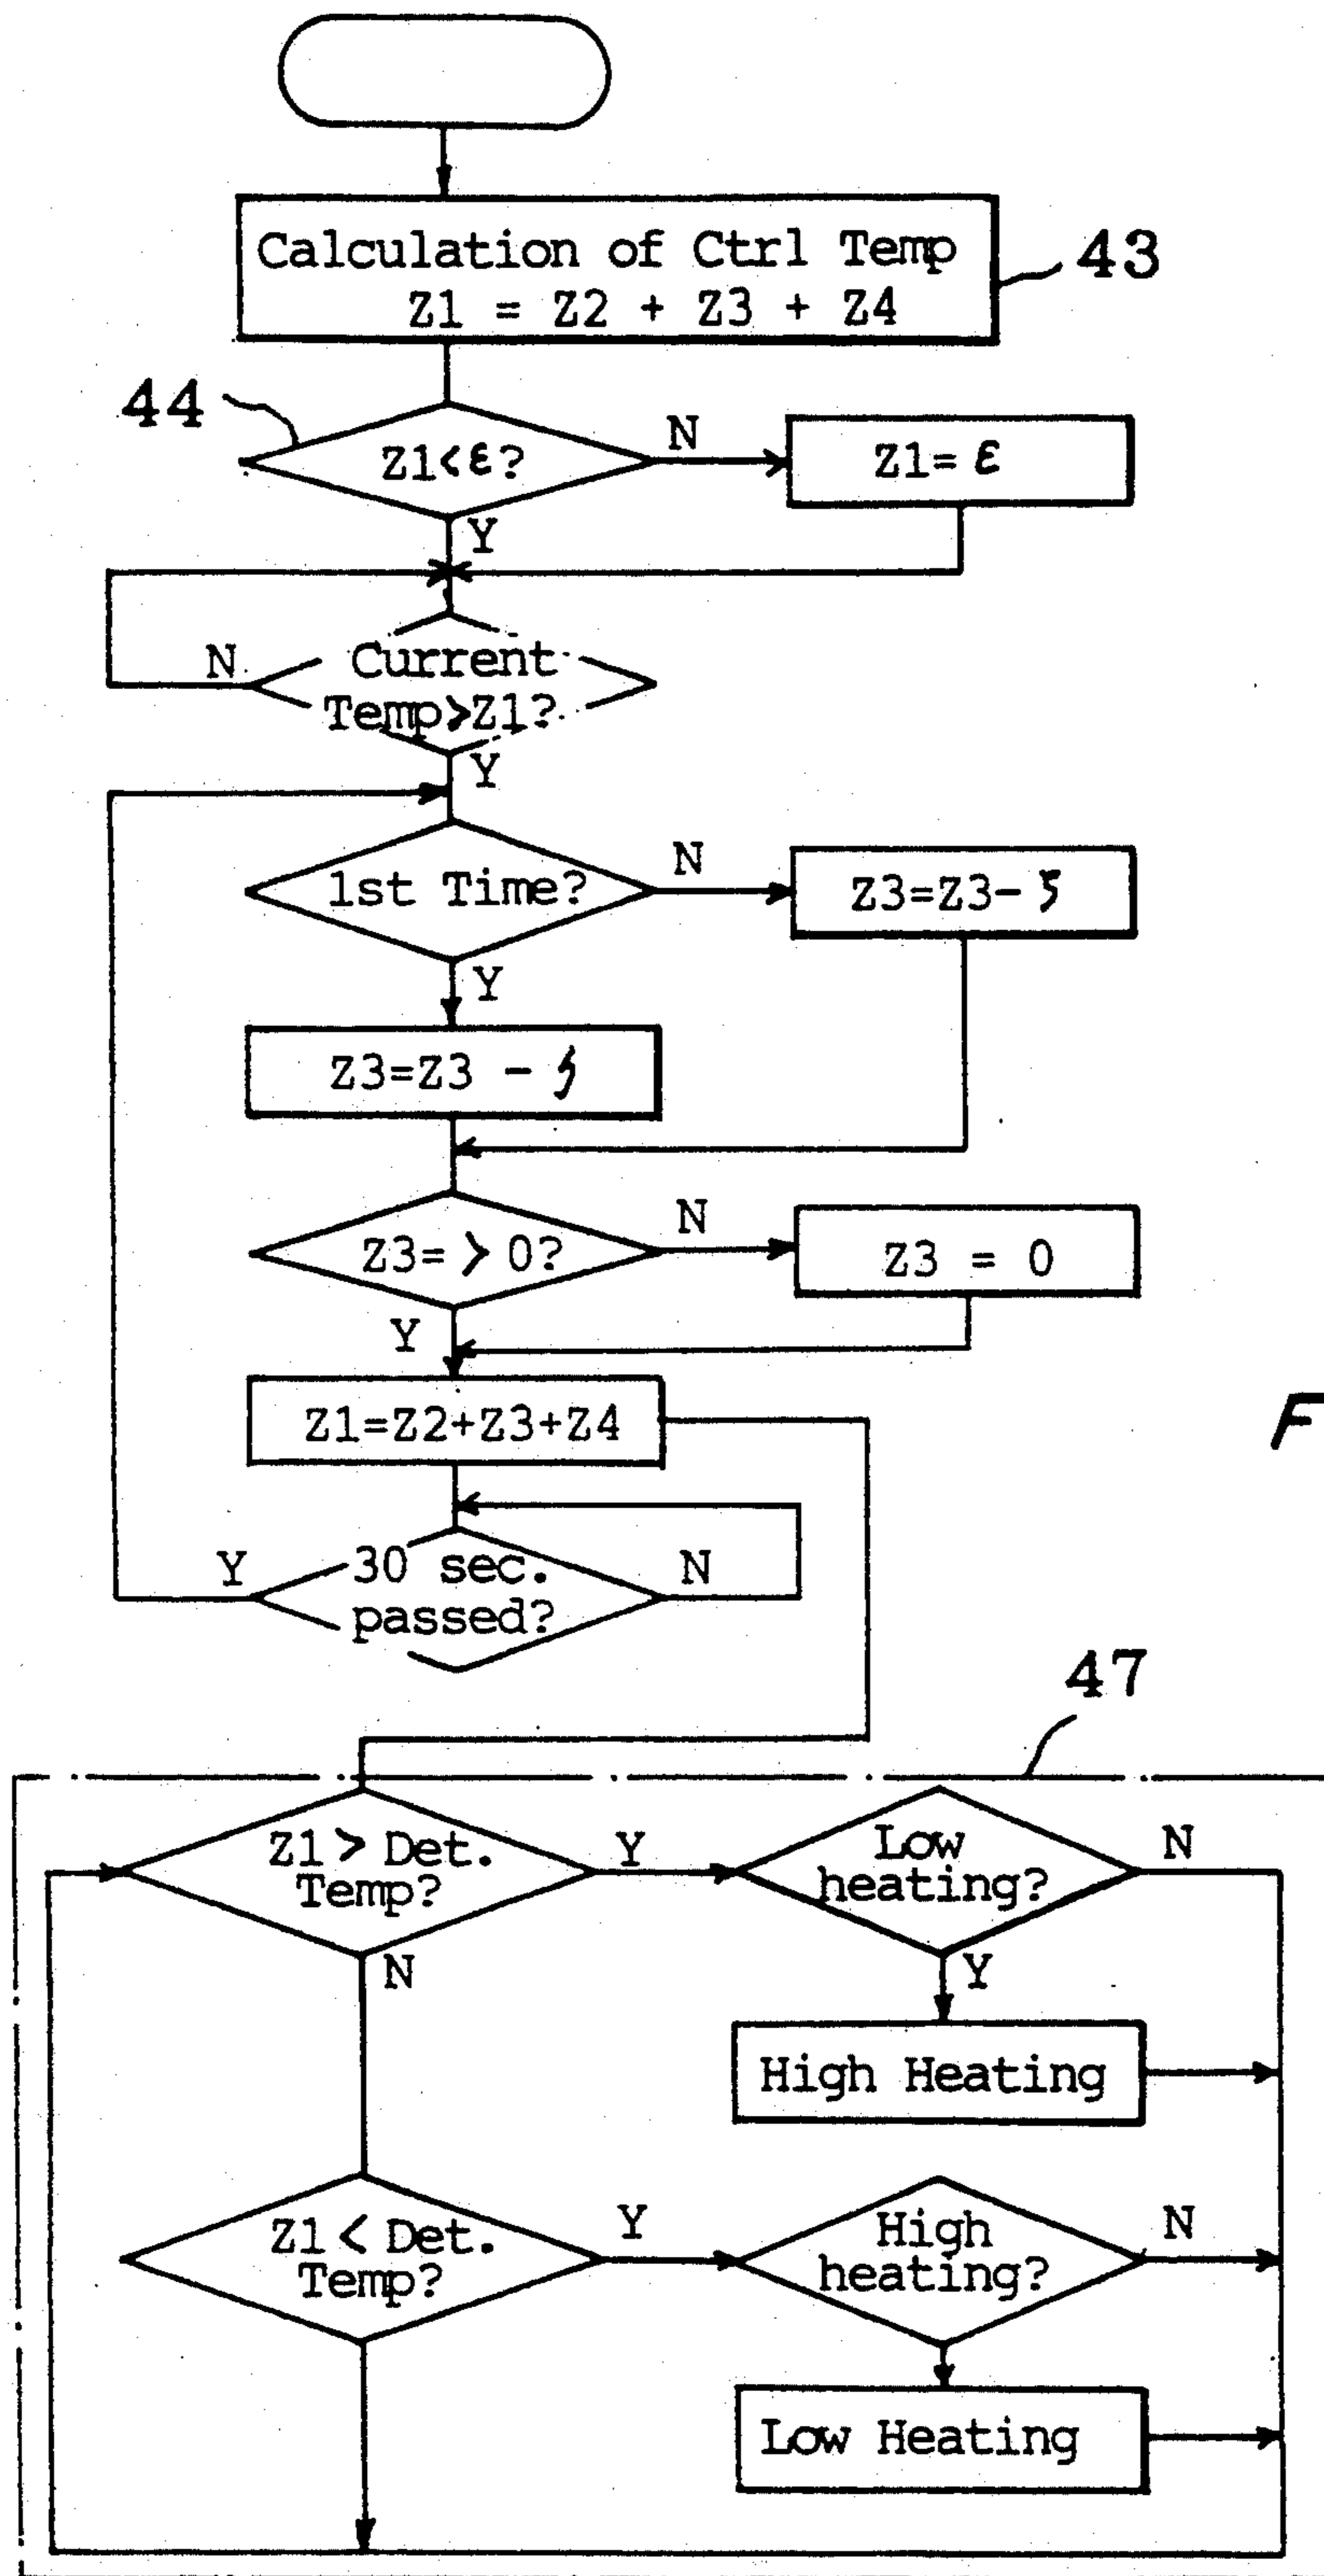 Calculation of Ctrl Temp
Z1 = Z2 + Z3 + Z4
43
44
Z1<ε?
N
Z1=ε
Y
N
Current
Temp>Z1?
Y
1st Time?
N
Z3=Z3-
Y
Z3=Z3 -
Z3=>0?
N
Z3 = 0
Y
Z1=Z2+Z3+Z4
F
Y
30 sec.
passed?
N
47
Z1> Det.
Temp?
Y
Low
heating?
N
N
Y
High Heating
Z1< Det.
Temp?
Y
High
heating?
N
Low Heating